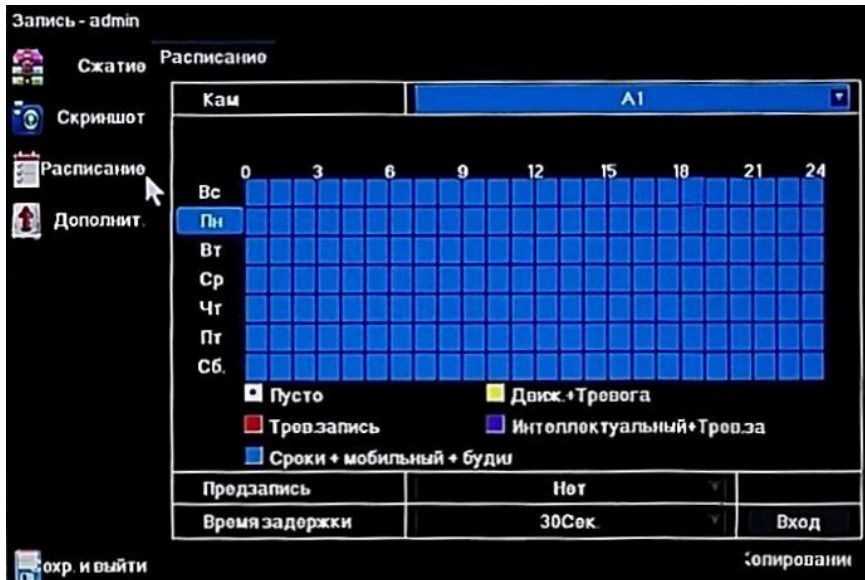 Запись - admin
Сжатие
Скриншот
Расписание
Дополнит.
Расписание
Кам A1
0 3 6 9 12 15 18 21 24
Вс
Пн
Вт
Ср
Чт
Пт
Сб.
Пусто Движ.+Тревога
Трев.запись Интеллектуальный+Трев.за
Сроки + мобильный + буди
Предзапись Нет
Время задержки 30Сек. Вход
охр. и выйти опировани